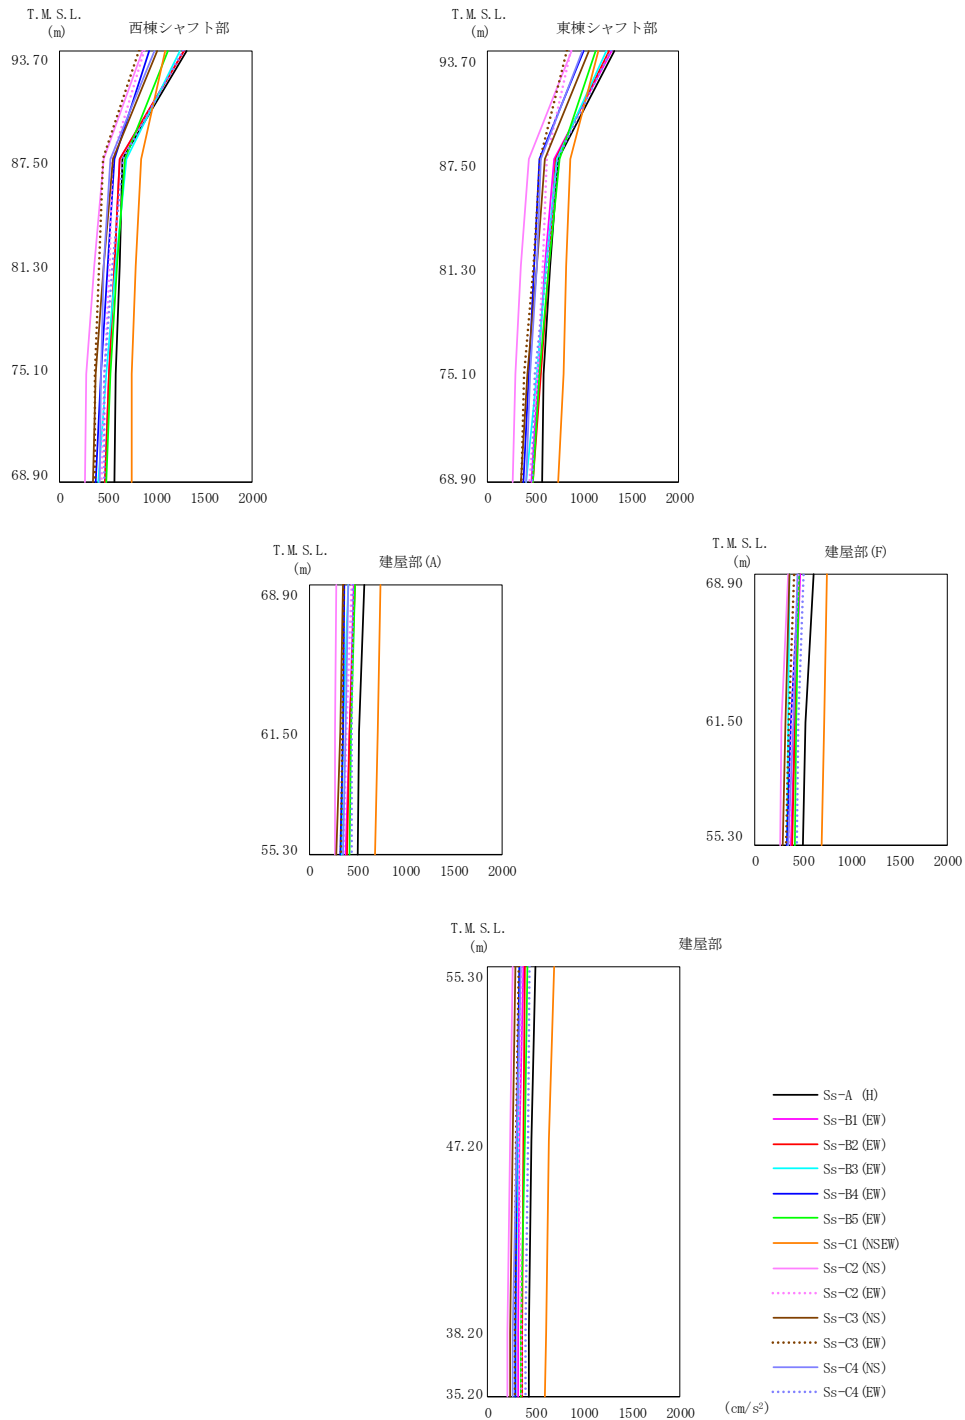 T.M.S.L.
(m)
西棟シャフト部
93.70
87.50
81.30
75.10
68.90
0 500 1000 1500 2000
T.M.S.L.
(m)
東棟シャフト部
93.70
87.50
81.30
75.10
68.90
0 500 1000 1500 2000
T.M.S.L.
(m)
建屋部(A)
68.90
61.50
55.30
0 500 1000 1500 2000
T.M.S.L.
(m)
建屋部(F)
68.90
61.50
55.30
0 500 1000 1500 2000
T.M.S.L.
(m)
建屋部
55.30
47.20
38.20
35.20
0 500 1000 1500 2000
(cm/s²)
Ss-A (H)
Ss-B1(EW)
Ss-B2(EW)
Ss-B3(EW)
Ss-B4(EW)
Ss-B5(EW)
Ss-C1(NSEW)
Ss-C2(NS)
Ss-C2(EW)
Ss-C3(NS)
Ss-C3(EW)
Ss-C4(NS)
Ss-C4(EW)